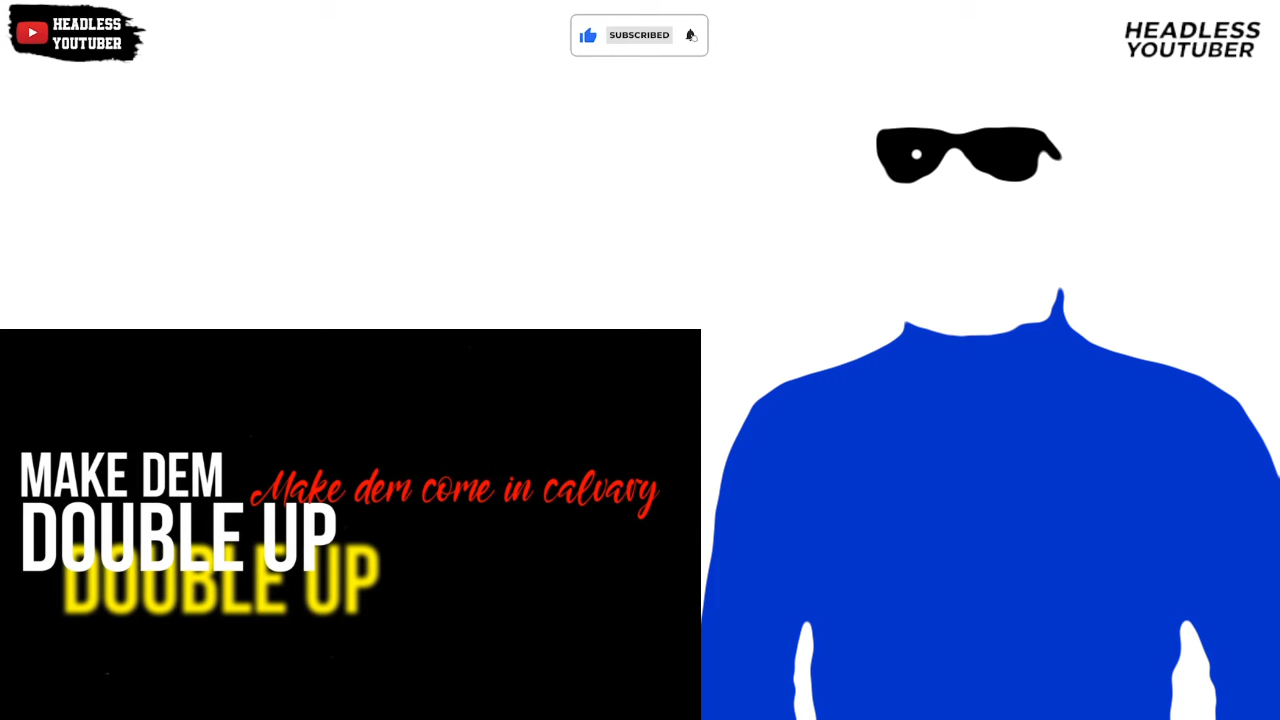 HEADLESS
YOUTUBER
SUBSCRIBED
HEADLESS
YOUTUBER
MAKE DEM
Make dem come in calvary
DOUBLE UP
DOUBLE UP